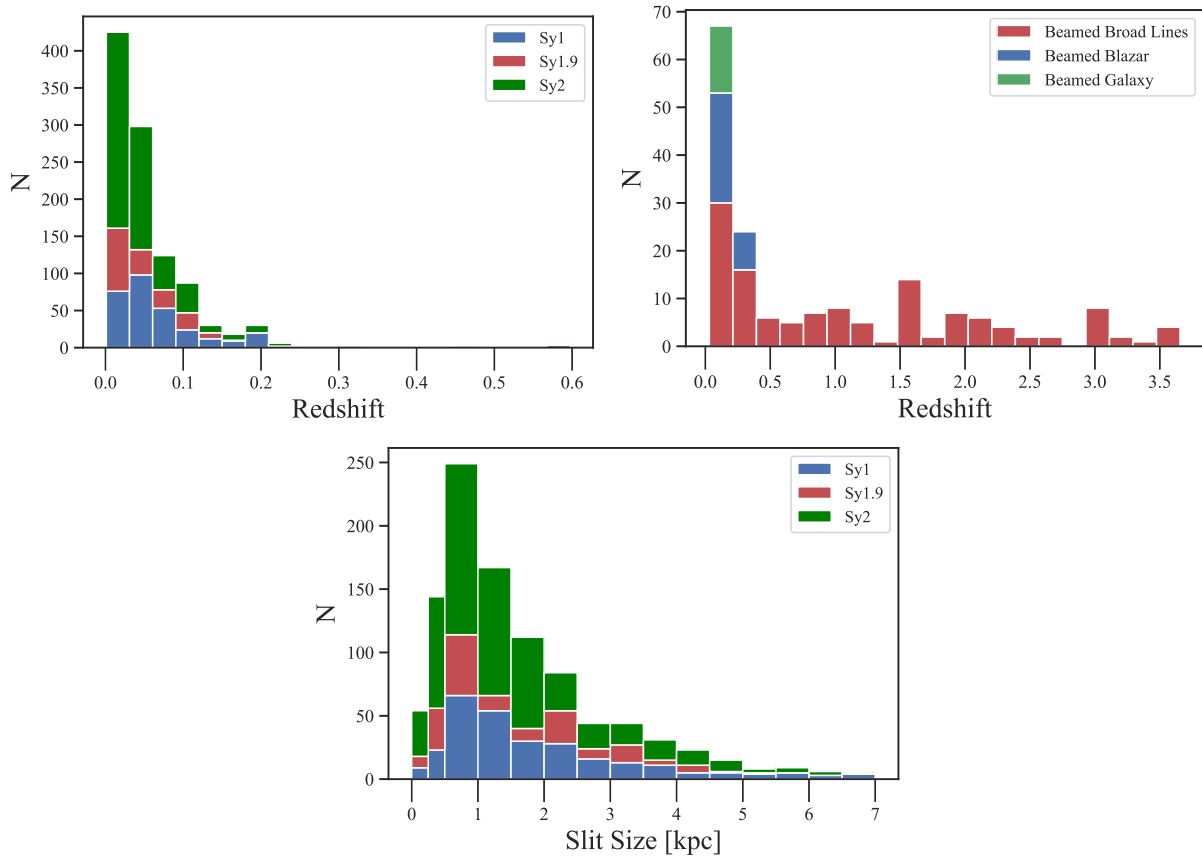 400
350
300
250
200
150
100
50
0
N
0.0 0.1 0.2 0.3 0.4 0.5 0.6
Redshift
Sy1
Sy1.9
Sy2
70
60
50
40
30
20
10
0
N
0.0 0.5 1.0 1.5 2.0 2.5 3.0 3.5
Redshift
Beamed Broad Lines
Beamed Blazar
Beamed Galaxy
250
200
150
100
50
0
N
0 1 2 3 4 5 6 7
Slit Size [kpc]
Sy1
Sy1.9
Sy2